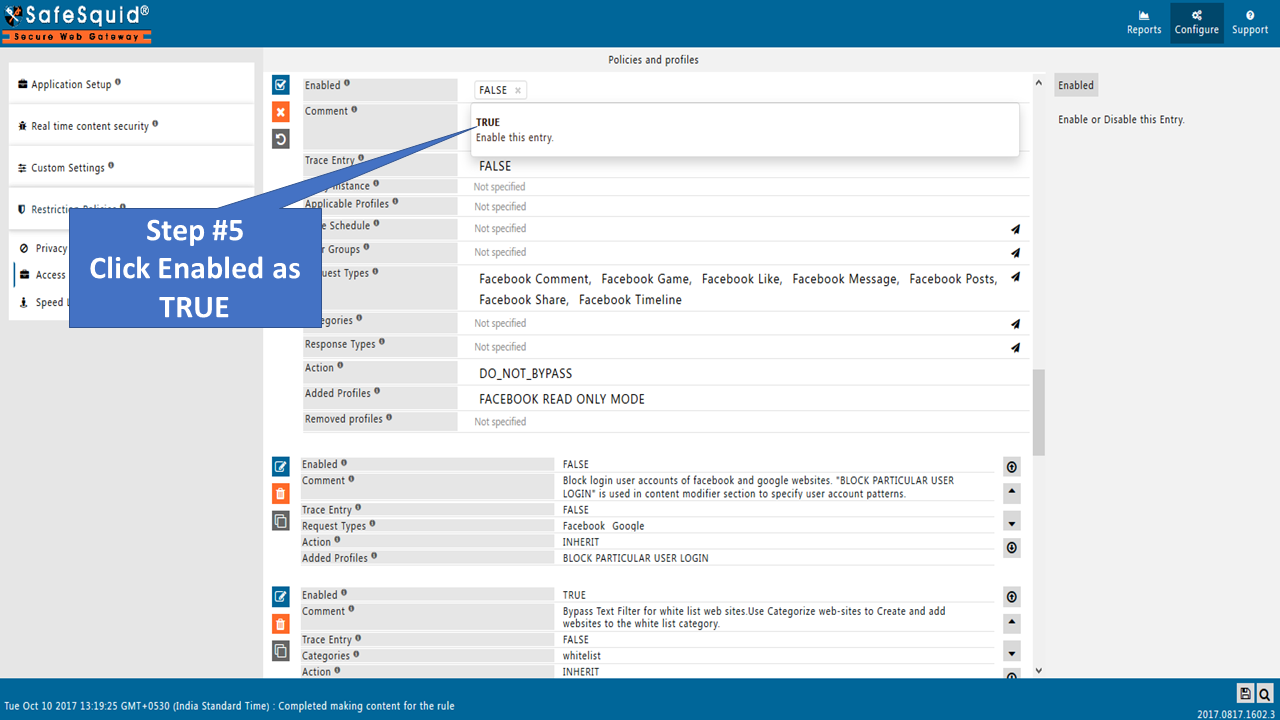 SafeSquid®
Secure Web Gateway
Reports
Configure
Support
Policies and profiles
Application Setup
Real time content security
Custom Settings
Restriction Policies
Privacy
Access
Speed
Step #5
Click Enabled as
TRUE
Enabled
FALSE ×
Comment
TRUE
Enable this entry.
Trace Entry
FALSE
Not specified
Applicable Profiles
Not specified
Schedule
Not specified
Groups
Not specified
Types
Facebook Comment, Facebook Game, Facebook Like, Facebook Message, Facebook Posts,
Facebook Share, Facebook Timeline
Not specified
Response Types
Not specified
Action
DO_NOT_BYPASS
Added Profiles
FACEBOOK READ ONLY MODE
Removed profiles
Not specified
Enabled
FALSE
Comment
Block login user accounts of facebook and google websites. "BLOCK PARTICULAR USER
LOGIN" is used in content modifier section to specify user account patterns.
Trace Entry
FALSE
Request Types
Facebook Google
Action
INHERIT
Added Profiles
BLOCK PARTICULAR USER LOGIN
Enabled
TRUE
Comment
Bypass Text Filter for white list web sites.Use Categorize web-sites to Create and add
websites to the white list category.
Trace Entry
FALSE
Categories
whitelist
Action
INHERIT
Enabled
Enable or Disable this Entry.
Tue Oct 10 2017 13:19:25 GMT+0530 (India Standard Time) : Completed making content for the rule
2017.0817.1602.3